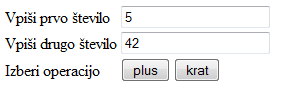 Vpiši prvo število 5
Vpiši drugo število 42
Izberi operacijo plus krat